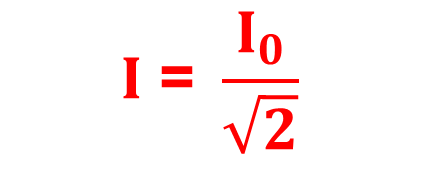 I = I₀/√2